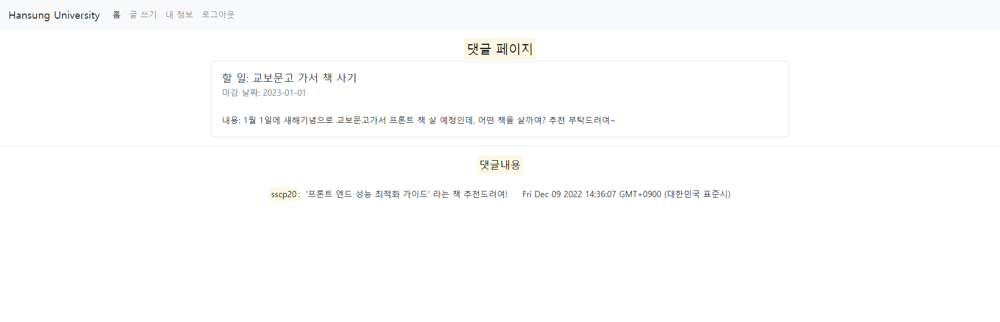 Hansung University 홈 글 쓰기 내 정보 로그아웃
댓글 페이지
할 일: 교보문고 가서 책 사기
마감 날짜: 2023-01-01
내용: 1월 1일에 새해기념으로 교보문고가서 프론트 책 살 예정인데, 어떤 책을 살까여? 추천 부탁드려여~
댓글내용
sscp20 : '프론트 엔드 성능 최적화 가이드' 라는 책 추천드려여! Fri Dec 09 2022 14:36:07 GMT+0900 (대한민국 표준시)